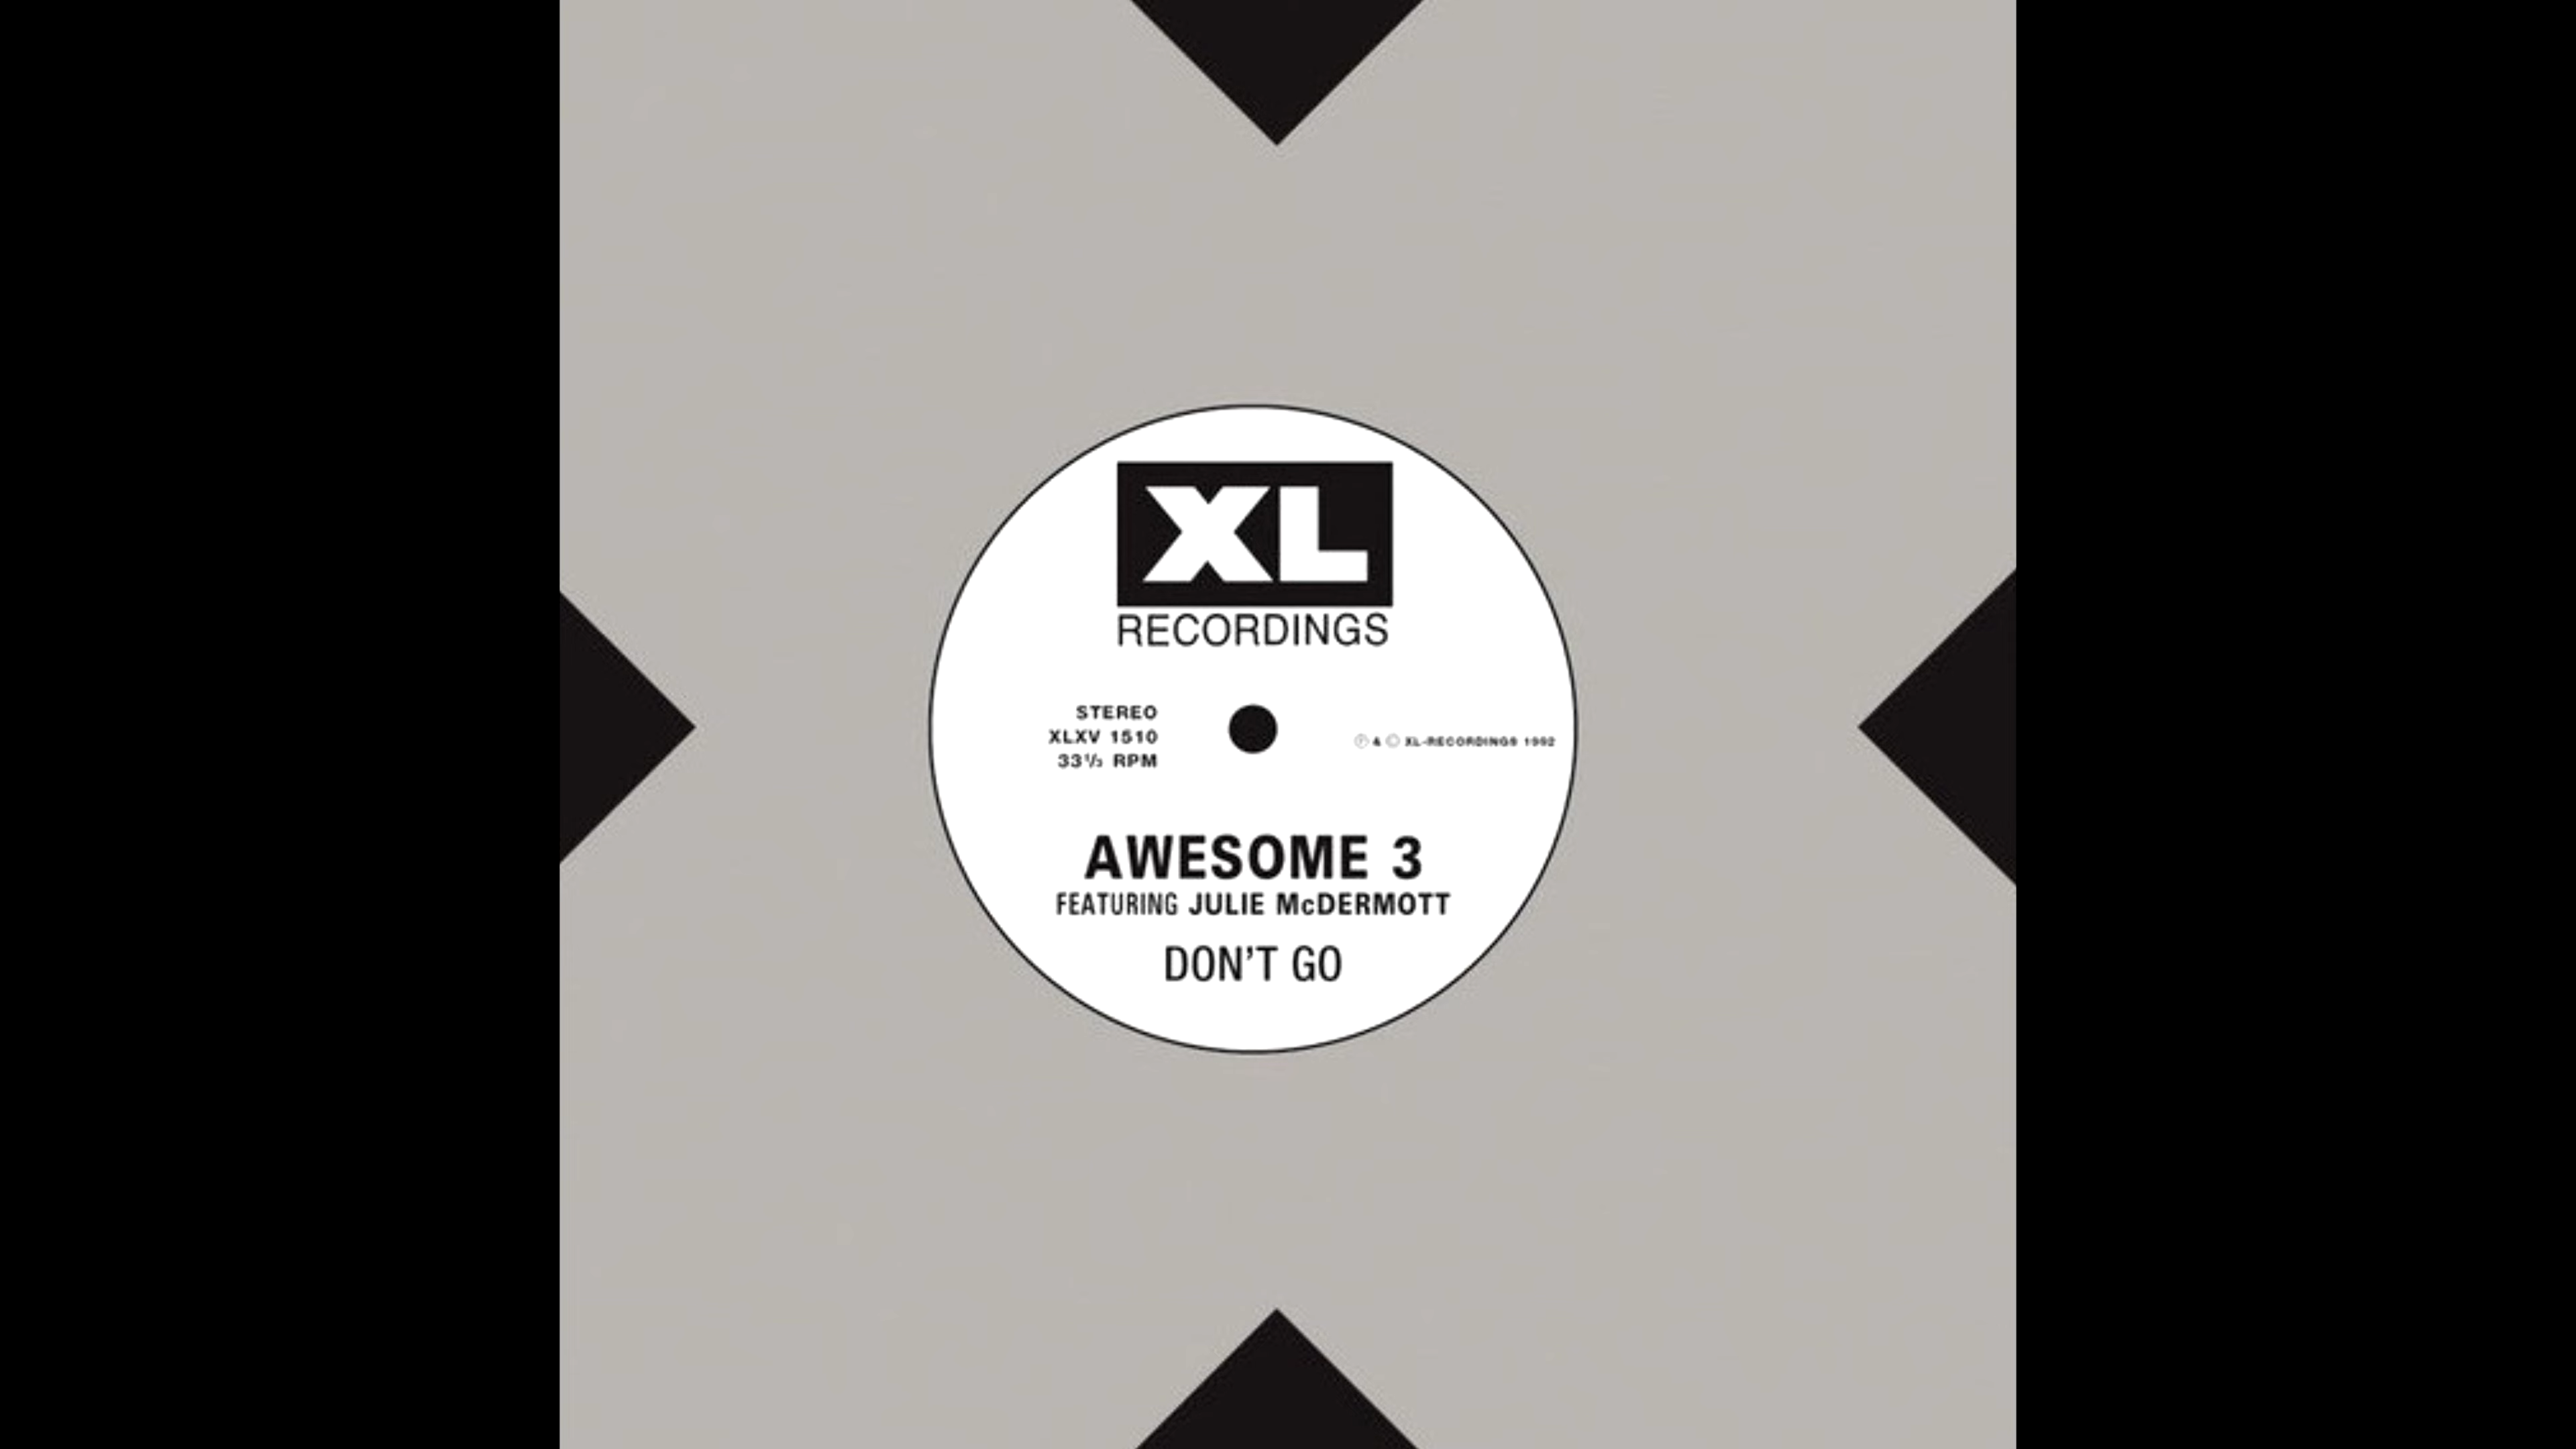 XL
RECORDINGS
STEREO
XLXV 1510
33⅓ RPM
Ⓟ & © XL-RECORDINGS 1992
AWESOME 3
FEATURING JULIE McDERMOTT
DON'T GO